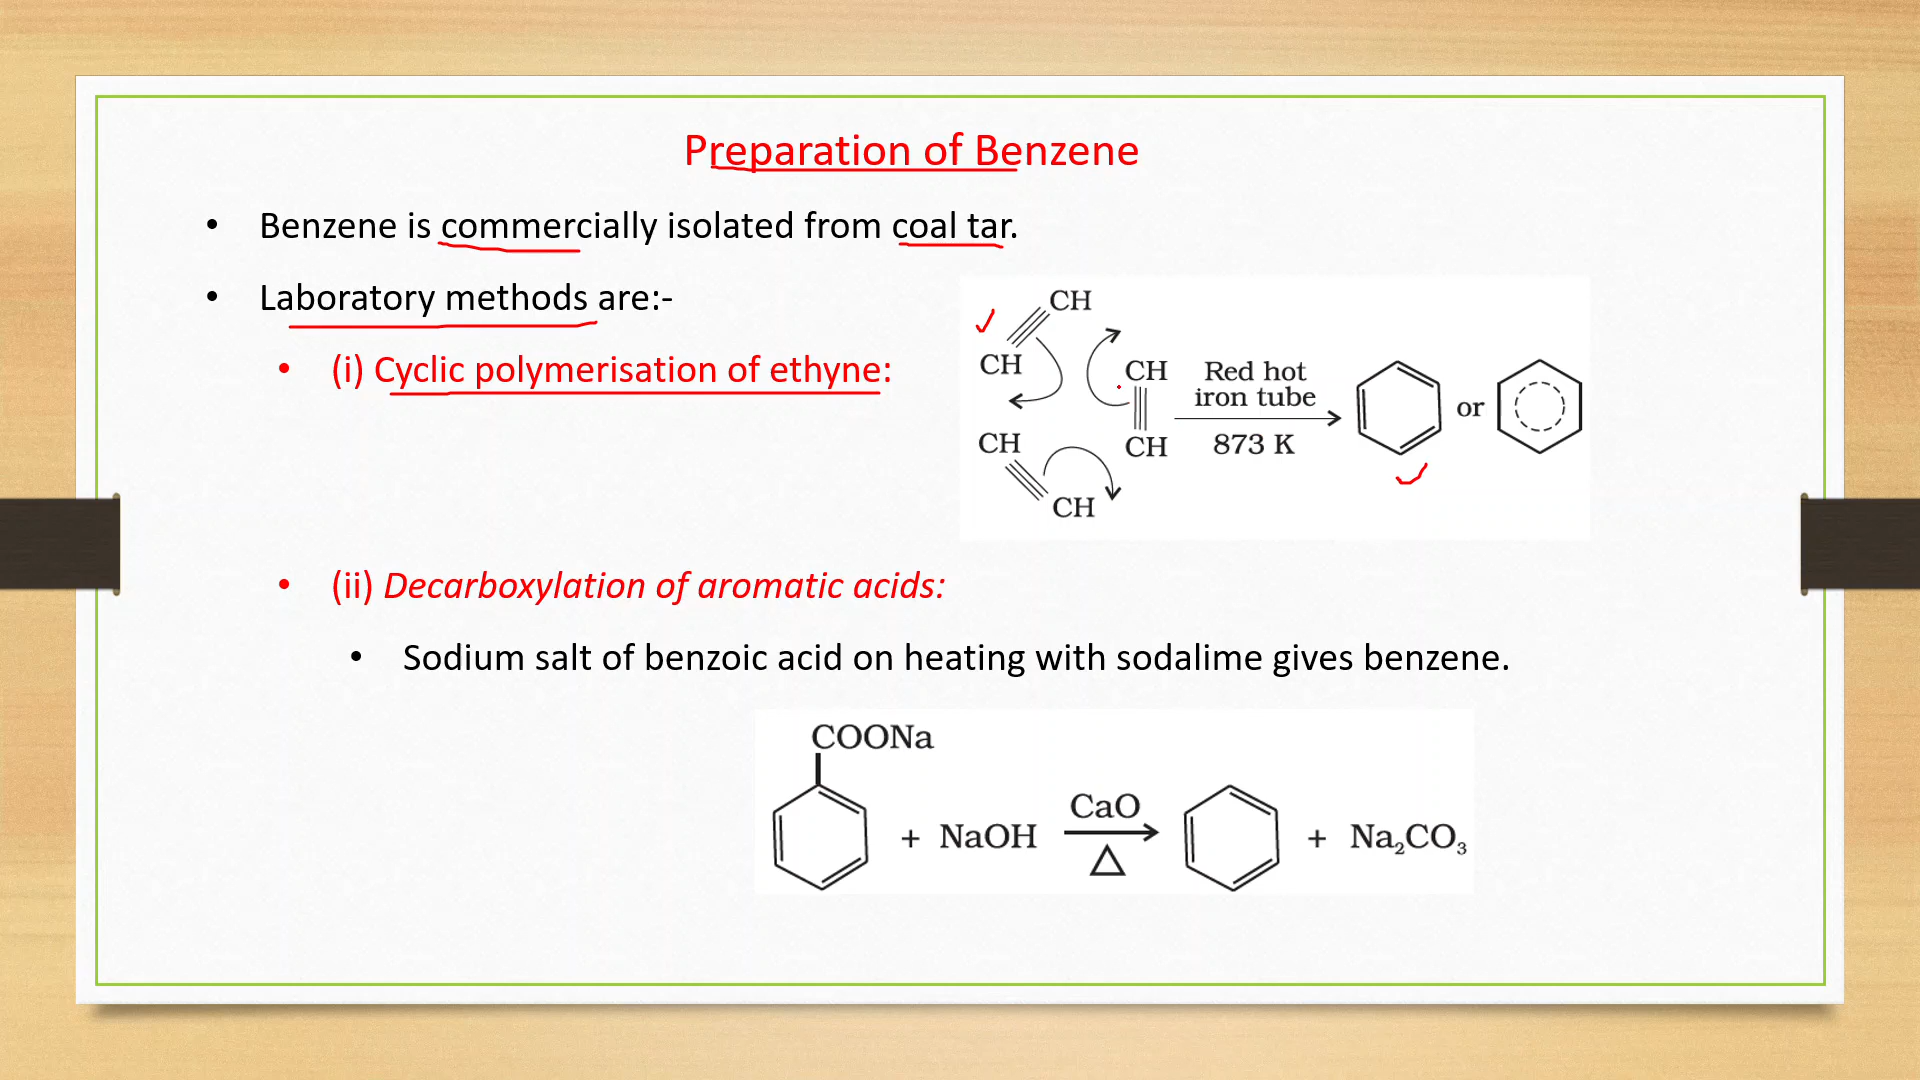 Preparation of Benzene
• Benzene is commercially isolated from coal tar.
• Laboratory methods are:-
• (i) Cyclic polymerisation of ethyne:
CH
CH
CH
CH
CH
CH
Red hot
iron tube
873 K
or
• (ii) Decarboxylation of aromatic acids:
• Sodium salt of benzoic acid on heating with sodalime gives benzene.
COONa
+ NaOH
CaO
△
+ Na₂CO₃